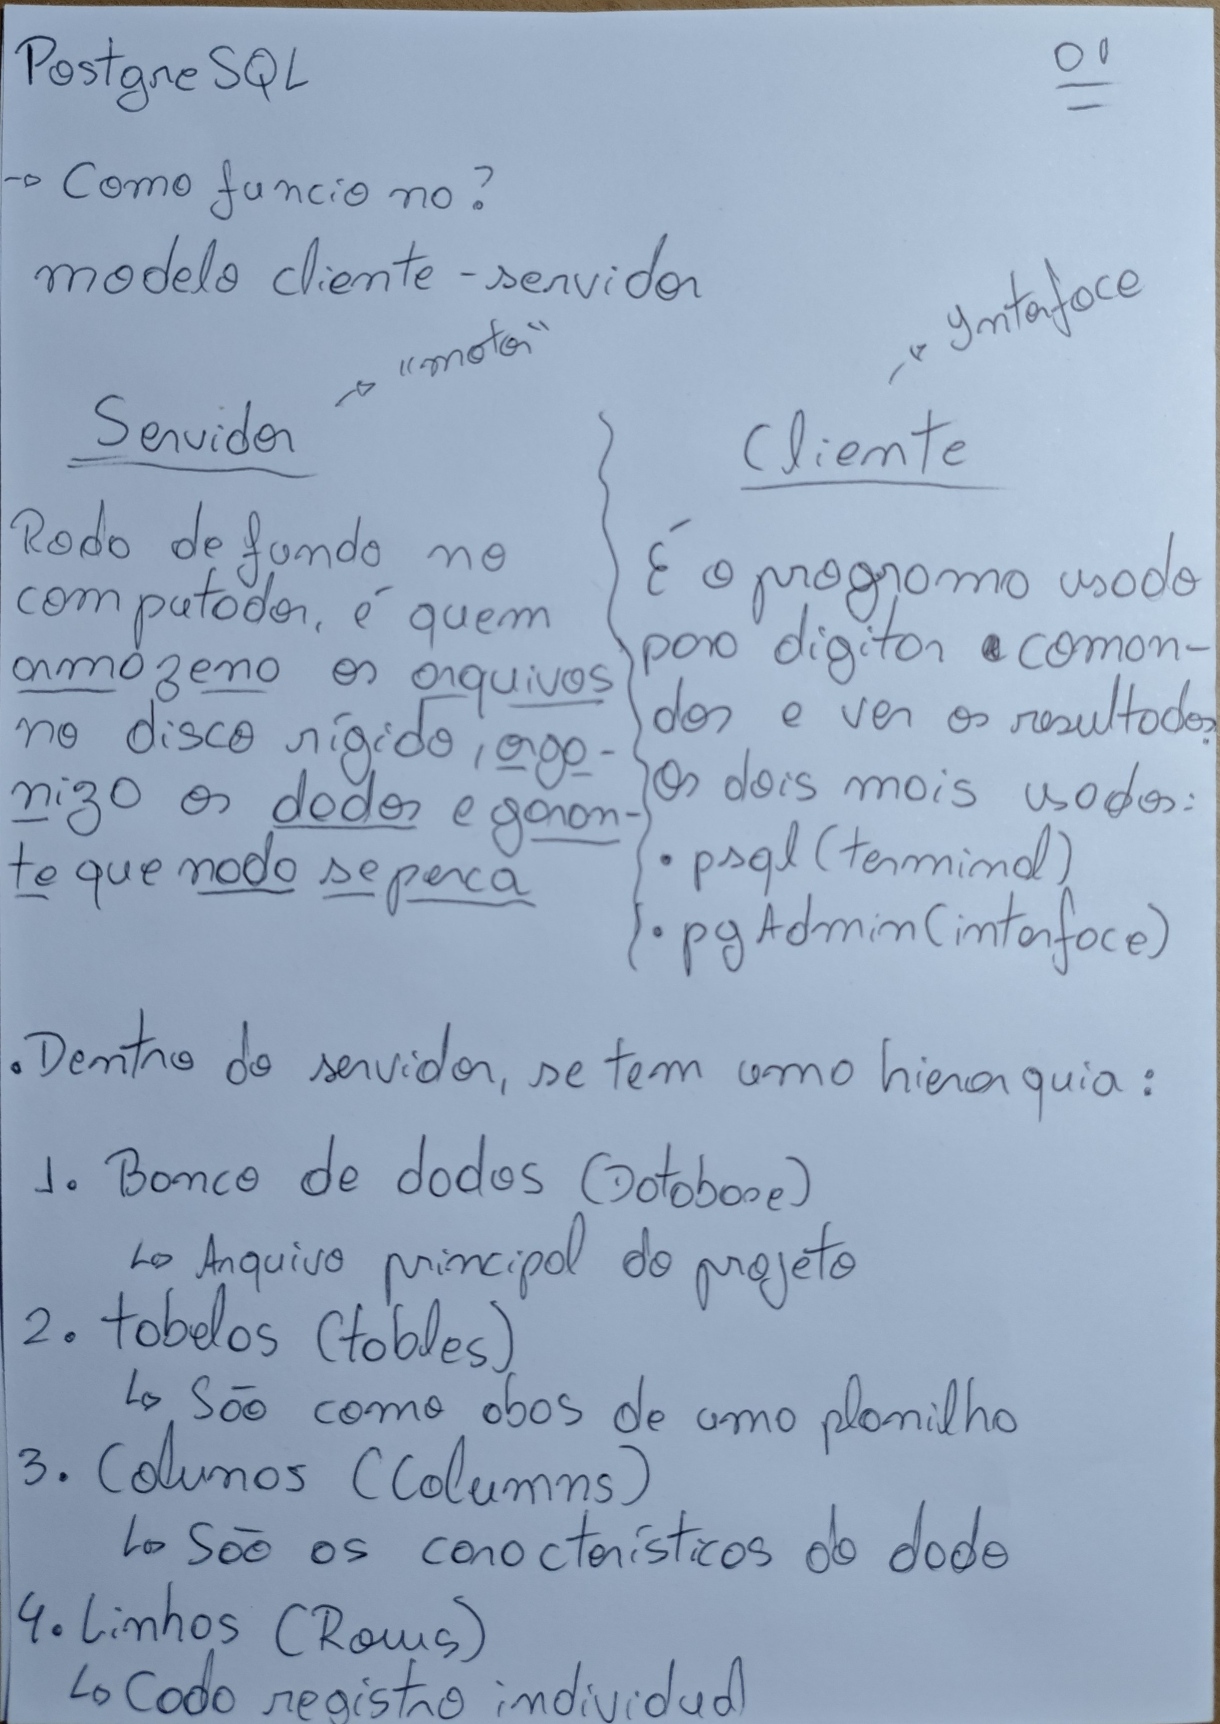 PostgreSQL
01
→ Como funciona?
modelo cliente-servidor
→ "motor"
→ Interface
Servidor
Roda de fundo no
computador, é quem
armazena os arquivos
no disco rígido, orga-
niza os dados e garan-
te que nada se perca
Cliente
É o programa usado
para digitar coman-
dos e ver os resultados.
Os dois mais usados:
• psql (terminal)
• pgAdmin (interface)
• Dentro do servidor, se tem uma hierarquia:
1. Banco de dados (Database)
↳ Arquivo principal do projeto
2. tabelas (tables)
↳ São como abas de uma planilha
3. Colunas (Columns)
↳ São as características do dado
4. Linhas (Rows)
↳ Cada registro individual